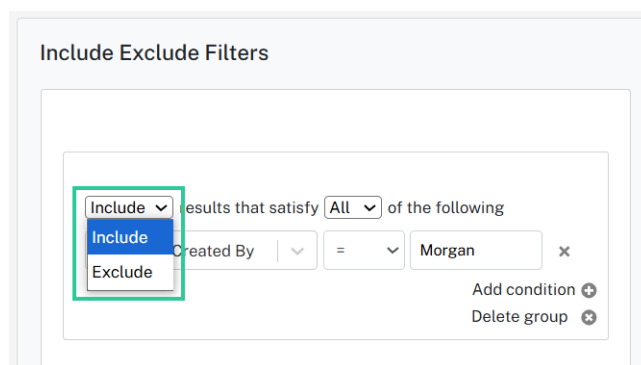 Include Exclude Filters
Include results that satisfy All of the following
Include Created By = Morgan
Exclude
Add condition
Delete group